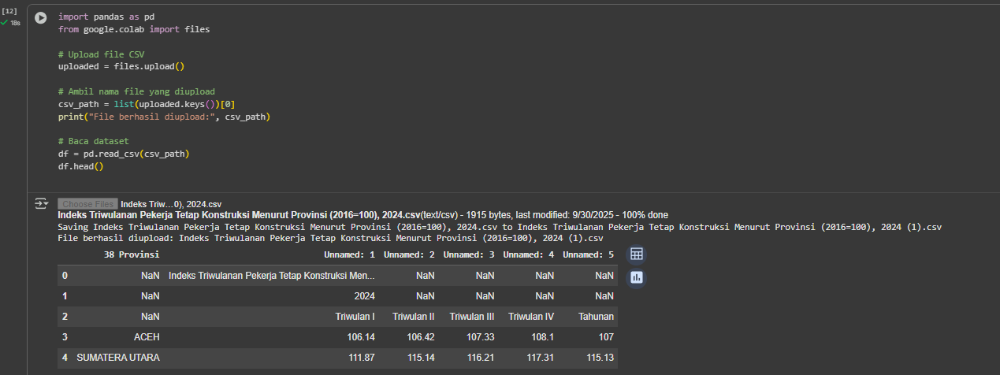 [12]
18s
import pandas as pd
from google.colab import files
# Upload file CSV
uploaded = files.upload()
# Ambil nama file yang diupload
csv_path = list(uploaded.keys())[0]
print("File berhasil diupload:", csv_path)
# Baca dataset
df = pd.read_csv(csv_path)
df.head()
Choose Files Indeks Triw...0), 2024.csv
Indeks Triwulanan Pekerja Tetap Konstruksi Menurut Provinsi (2016=100), 2024.csv(text/csv) - 1915 bytes, last modified: 9/30/2025 - 100% done
Saving Indeks Triwulanan Pekerja Tetap Konstruksi Menurut Provinsi (2016=100), 2024.csv to Indeks Triwulanan Pekerja Tetap Konstruksi Menurut Provinsi (2016=100), 2024 (1).csv
File berhasil diupload: Indeks Triwulanan Pekerja Tetap Konstruksi Menurut Provinsi (2016=100), 2024 (1).csv
38 Provinsi Unnamed: 1 Unnamed: 2 Unnamed: 3 Unnamed: 4 Unnamed: 5
0 NaN Indeks Triwulanan Pekerja Tetap Konstruksi Men... NaN NaN NaN NaN
1 NaN 2024 NaN NaN NaN NaN
2 NaN Triwulan I Triwulan II Triwulan III Triwulan IV Tahunan
3 ACEH 106.14 106.42 107.33 108.1 107
4 SUMATERA UTARA 111.87 115.14 116.21 117.31 115.13